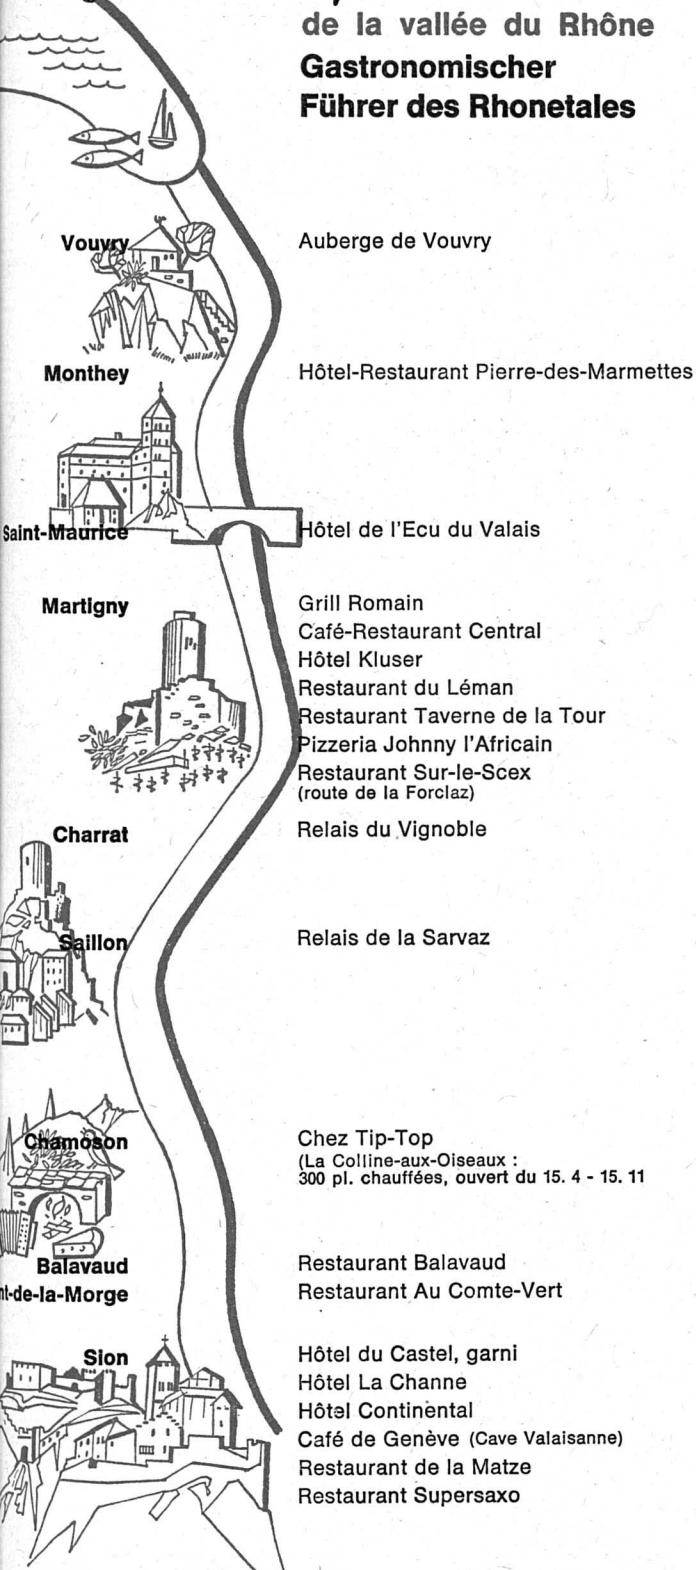 de la vallée du Rhône
Gastronomischer
Führer des Rhonetales
Vouvry Auberge de Vouvry
Monthey Hôtel-Restaurant Pierre-des-Marmettes
Saint-Maurice Hôtel de l'Ecu du Valais
Martigny Grill Romain
Café-Restaurant Central
Hôtel Kluser
Restaurant du Léman
Restaurant Taverne de la Tour
Pizzeria Johnny l'Africain
Restaurant Sur-le-Scex
(route de la Forclaz)
Charrat Relais du Vignoble
Saillon Relais de la Sarvaz
Chamoson Chez Tip-Top
(La Colline-aux-Oiseaux :
300 pl. chauffées, ouvert du 15. 4 - 15. 11
Balavaud Restaurant Balavaud
nt-de-la-Morge Restaurant Au Comte-Vert
Sion Hôtel du Castel, garni
Hôtel La Channe
Hôtel Continental
Café de Genève (Cave Valaisanne)
Restaurant de la Matze
Restaurant Supersaxo